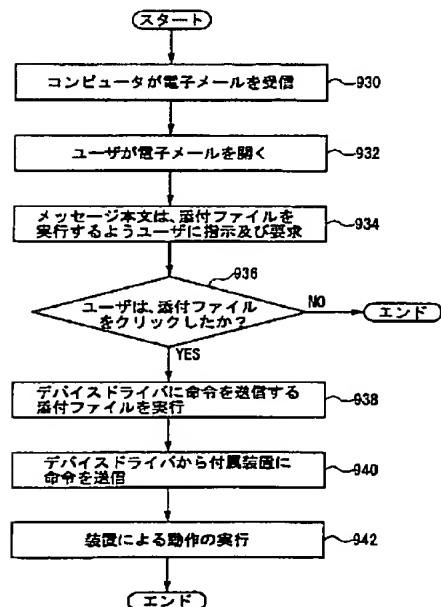 スタート
コンピュータが電子メールを受信
930
ユーザが電子メールを開く
932
メッセージ本文は、添付ファイルを
実行するようユーザに指示及び要求
934
936
ユーザは、添付ファイル
をクリックしたか?
NO
エンド
YES
デバイスドライバに命令を送信する
添付ファイルを実行
938
デバイスドライバから付属装置に
命令を送信
940
装置による動作の実行
942
エンド